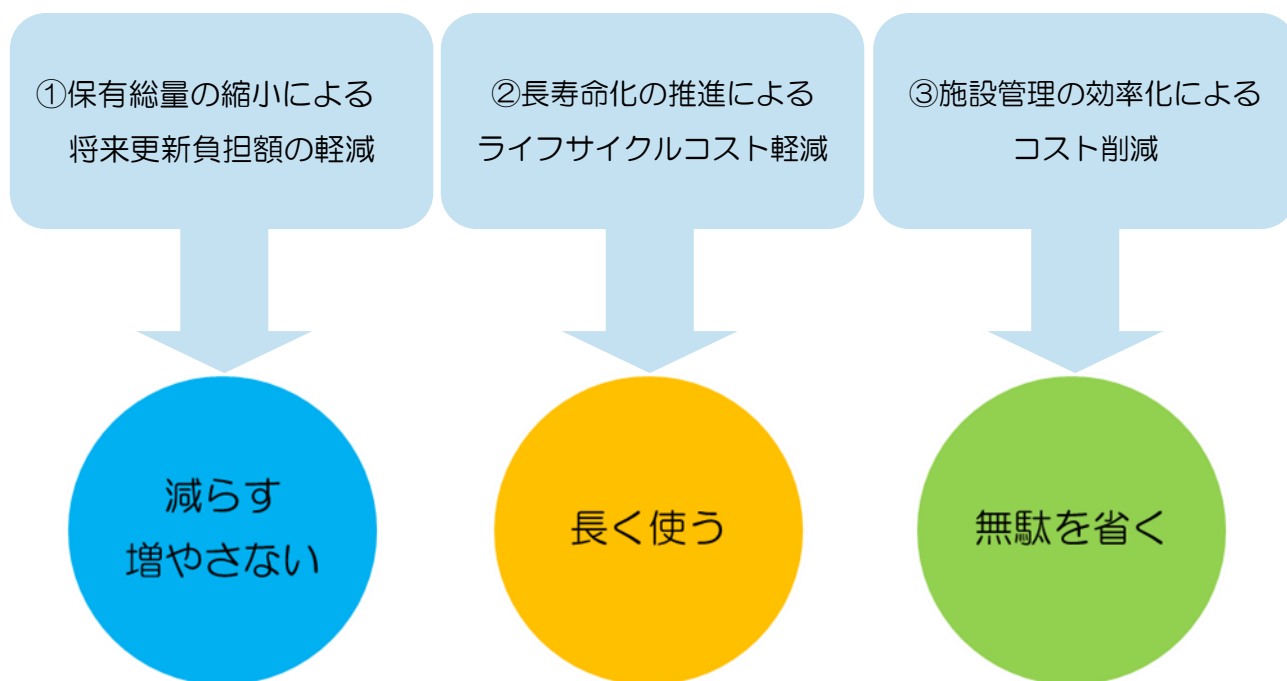 ①保有総量の縮小による
将来更新負担額の軽減
②長寿命化の推進による
ライフサイクルコスト軽減
③施設管理の効率化による
コスト削減
減らす
増やさない
長く使う
無駄を省く